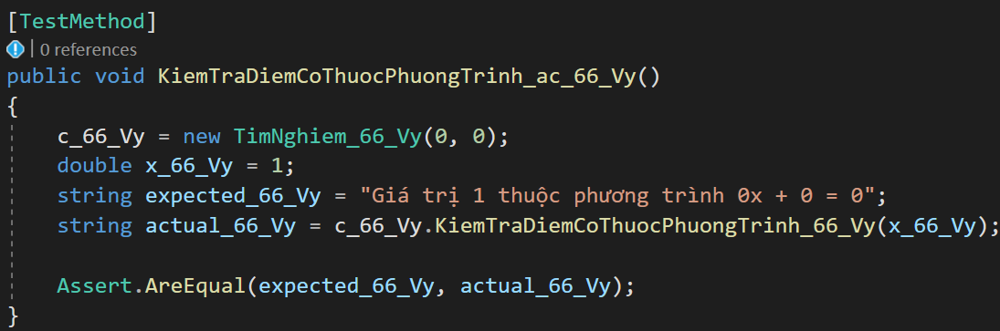 [TestMethod]
| 0 references
public void KiemTraDiemCoThuocPhuongTrinh_ac_66_Vy()
{
c_66_Vy = new TimNghiem_66_Vy(0, 0);
double x_66_Vy = 1;
string expected_66_Vy = "Giá trị 1 thuộc phương trình 0x + 0 = 0";
string actual_66_Vy = c_66_Vy.KiemTraDiemCoThuocPhuongTrinh_66_Vy(x_66_Vy);
Assert.AreEqual(expected_66_Vy, actual_66_Vy);
}